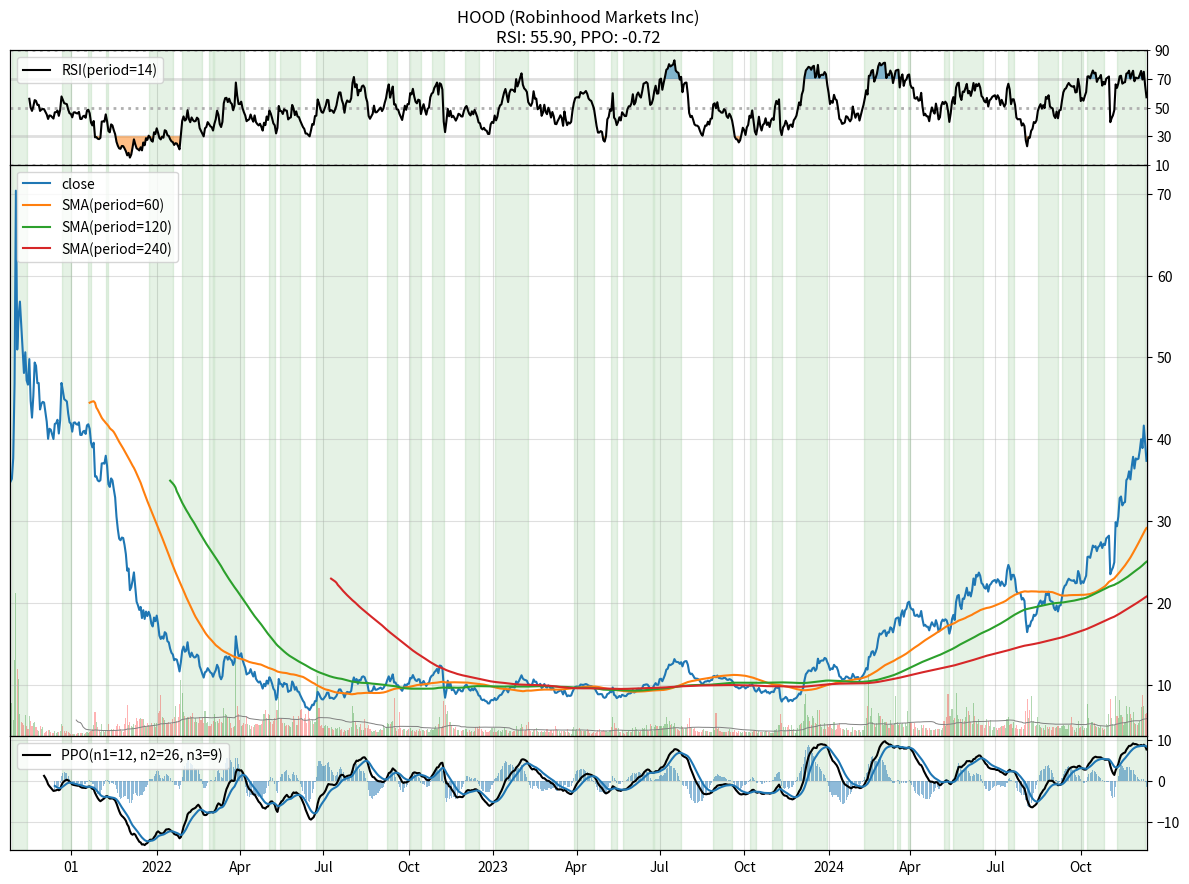 HOOD (Robinhood Markets Inc)
RSI: 55.90, PPO: -0.72
RSI(period=14)
90
70
50
30
10
close
SMA(period=60)
SMA(period=120)
SMA(period=240)
70
60
50
40
30
20
10
PPO(n1=12, n2=26, n3=9)
10
0
−10
01 2022 Apr Jul Oct 2023 Apr Jul Oct 2024 Apr Jul Oct